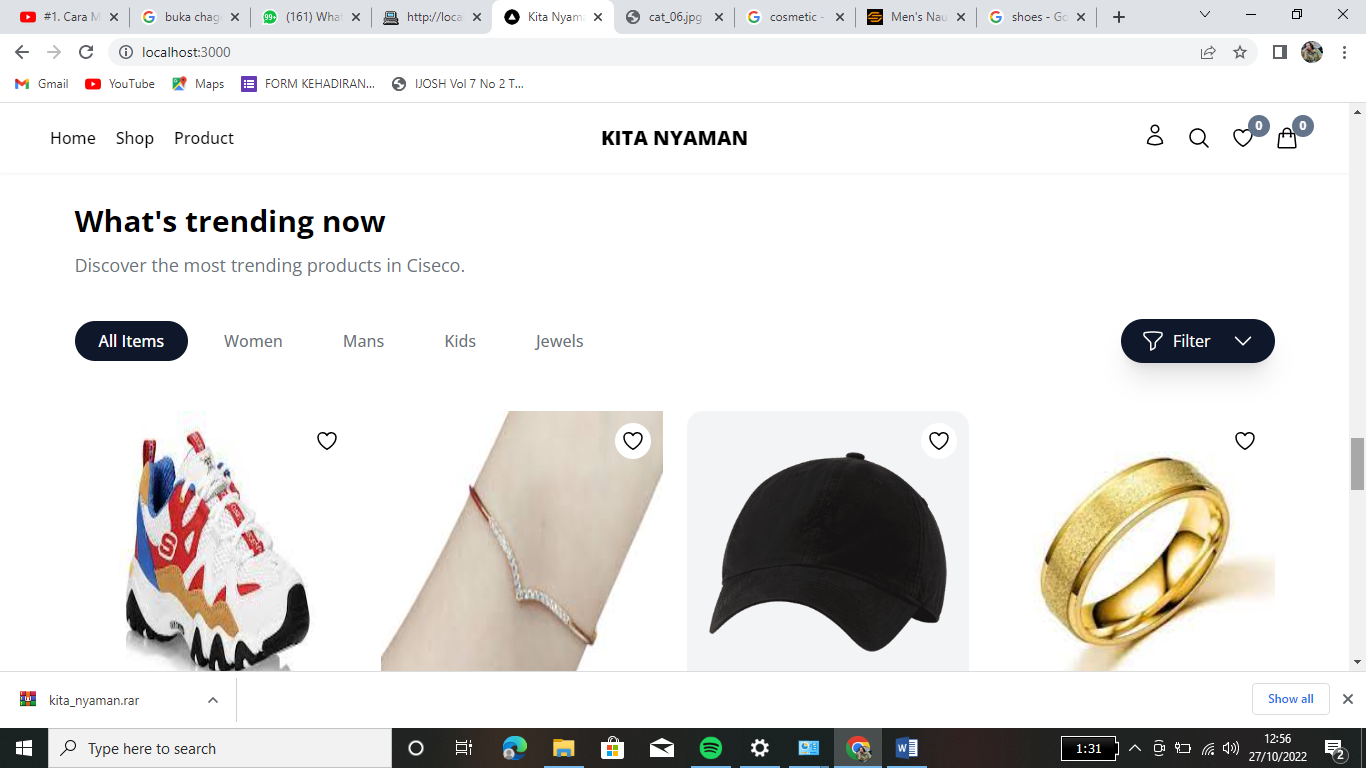 #1. Cara M
buka chag
(161) What
http://loca
Kita Nyam
cat_06.jpg
cosmetic -
Men's Nau
shoes - Go
localhost:3000
Gmail
YouTube
Maps
FORM KEHADIRAN...
IJOSH Vol 7 No 2 T...
Home
Shop
Product
KITA NYAMAN
0
0
What's trending now
Discover the most trending products in Ciseco.
All Items
Women
Mans
Kids
Jewels
Filter
S
kita_nyaman.rar
Show all
Type here to search
1:31
12:56
27/10/2022
2